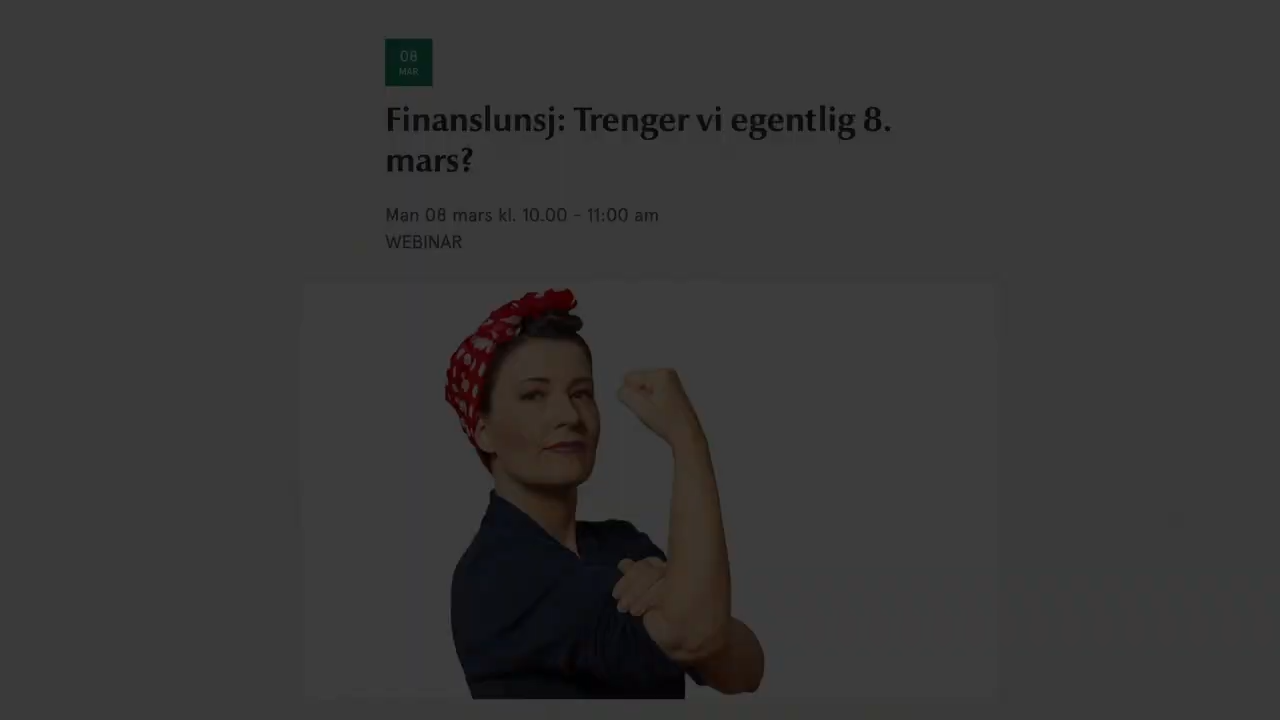 08
MAR
Finanslunsj: Trenger vi egentlig 8.
mars?
Man 08 mars kl. 10.00 - 11:00 am
WEBINAR